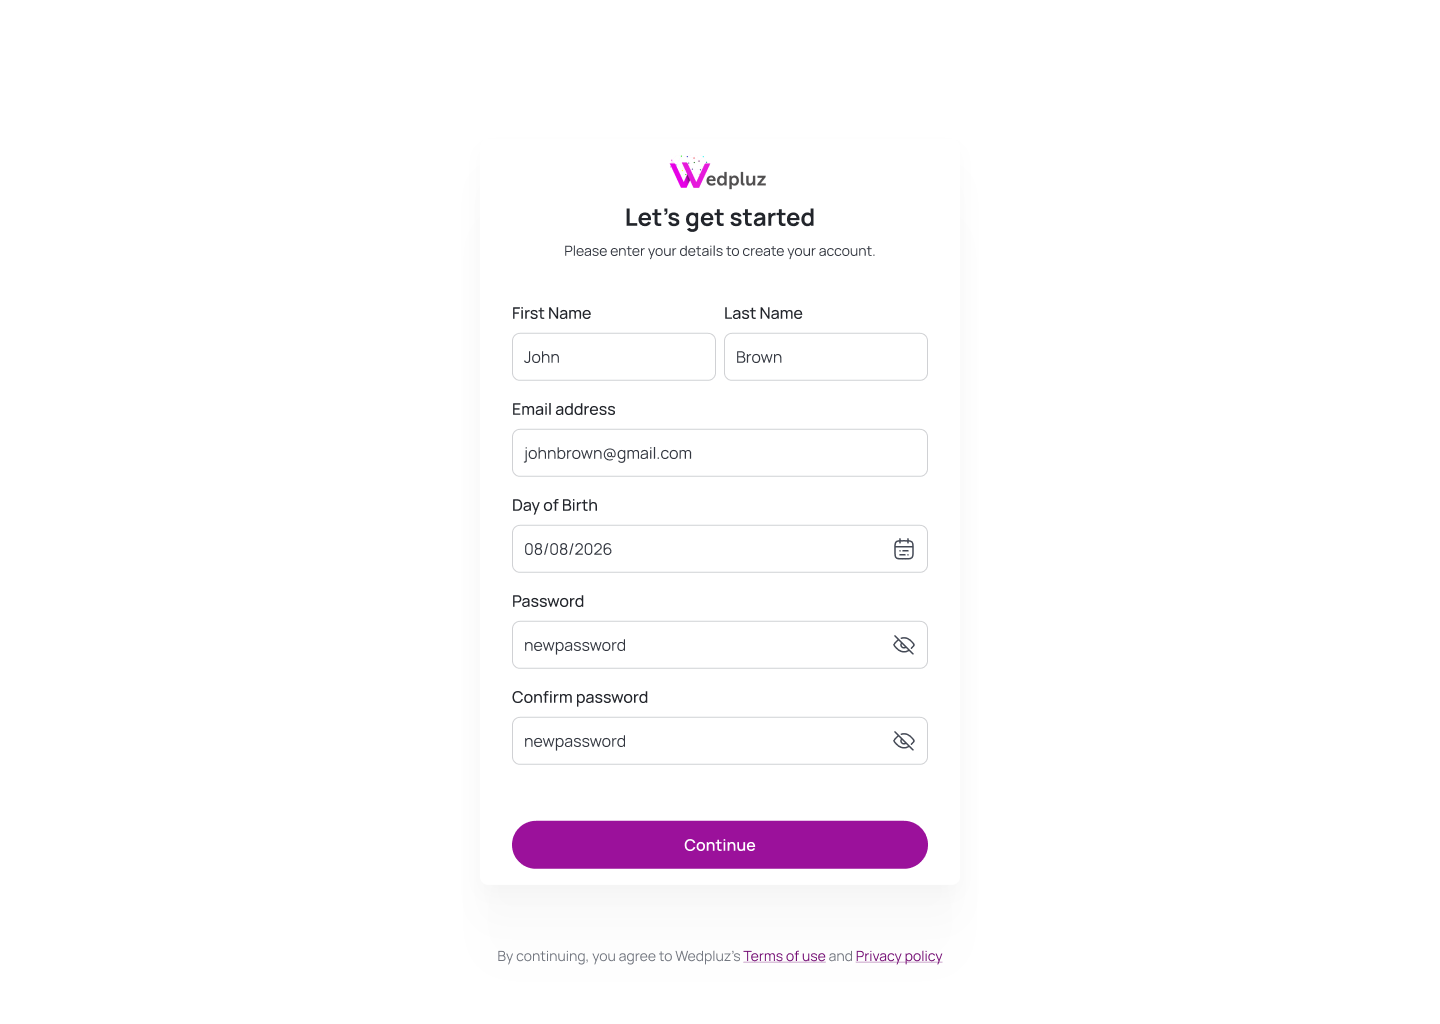 Wedpluz
Let's get started
Please enter your details to create your account.
First Name
Last Name
John
Brown
Email address
johnbrown@gmail.com
Day of Birth
08/08/2026
Password
newpassword
Confirm password
newpassword
Continue
By continuing, you agree to Wedpluz's Terms of use and Privacy policy